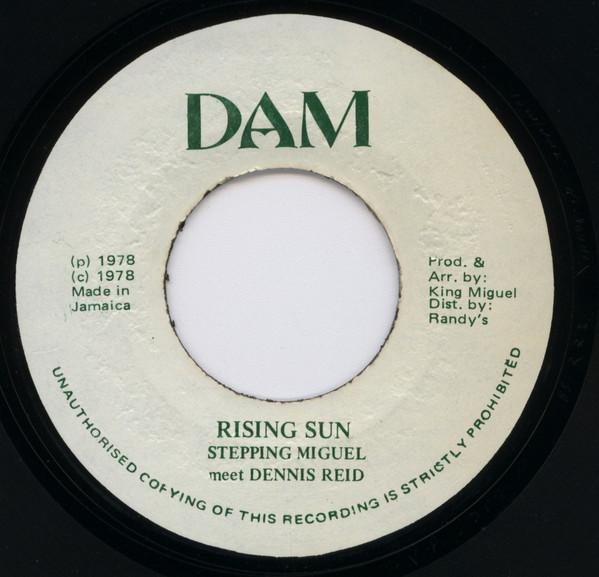 DAM
(p) 1978
(c) 1978
Made in
Jamaica
Prod. &
Arr. by:
King Miguel
Dist. by:
Randy's
RISING SUN
STEPPING MIGUEL
meet DENNIS REID
UNAUTHORISED COPYING OF THIS RECORDING IS STRICTLY PROHIBITED